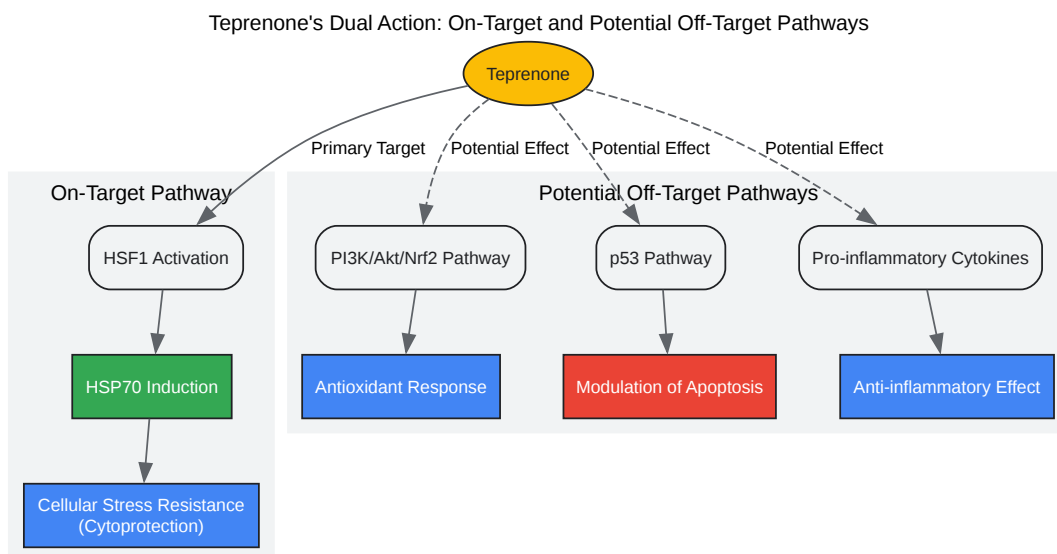 Teprenone's Dual Action: On-Target and Potential Off-Target Pathways
Teprenone
Primary Target
Potential Effect
Potential Effect
Potential Effect
On-Target Pathway
Potential Off-Target Pathways
HSF1 Activation
PI3K/Akt/Nrf2 Pathway
p53 Pathway
Pro-inflammatory Cytokines
HSP70 Induction
Antioxidant Response
Modulation of Apoptosis
Anti-inflammatory Effect
Cellular Stress Resistance
(Cytoprotection)